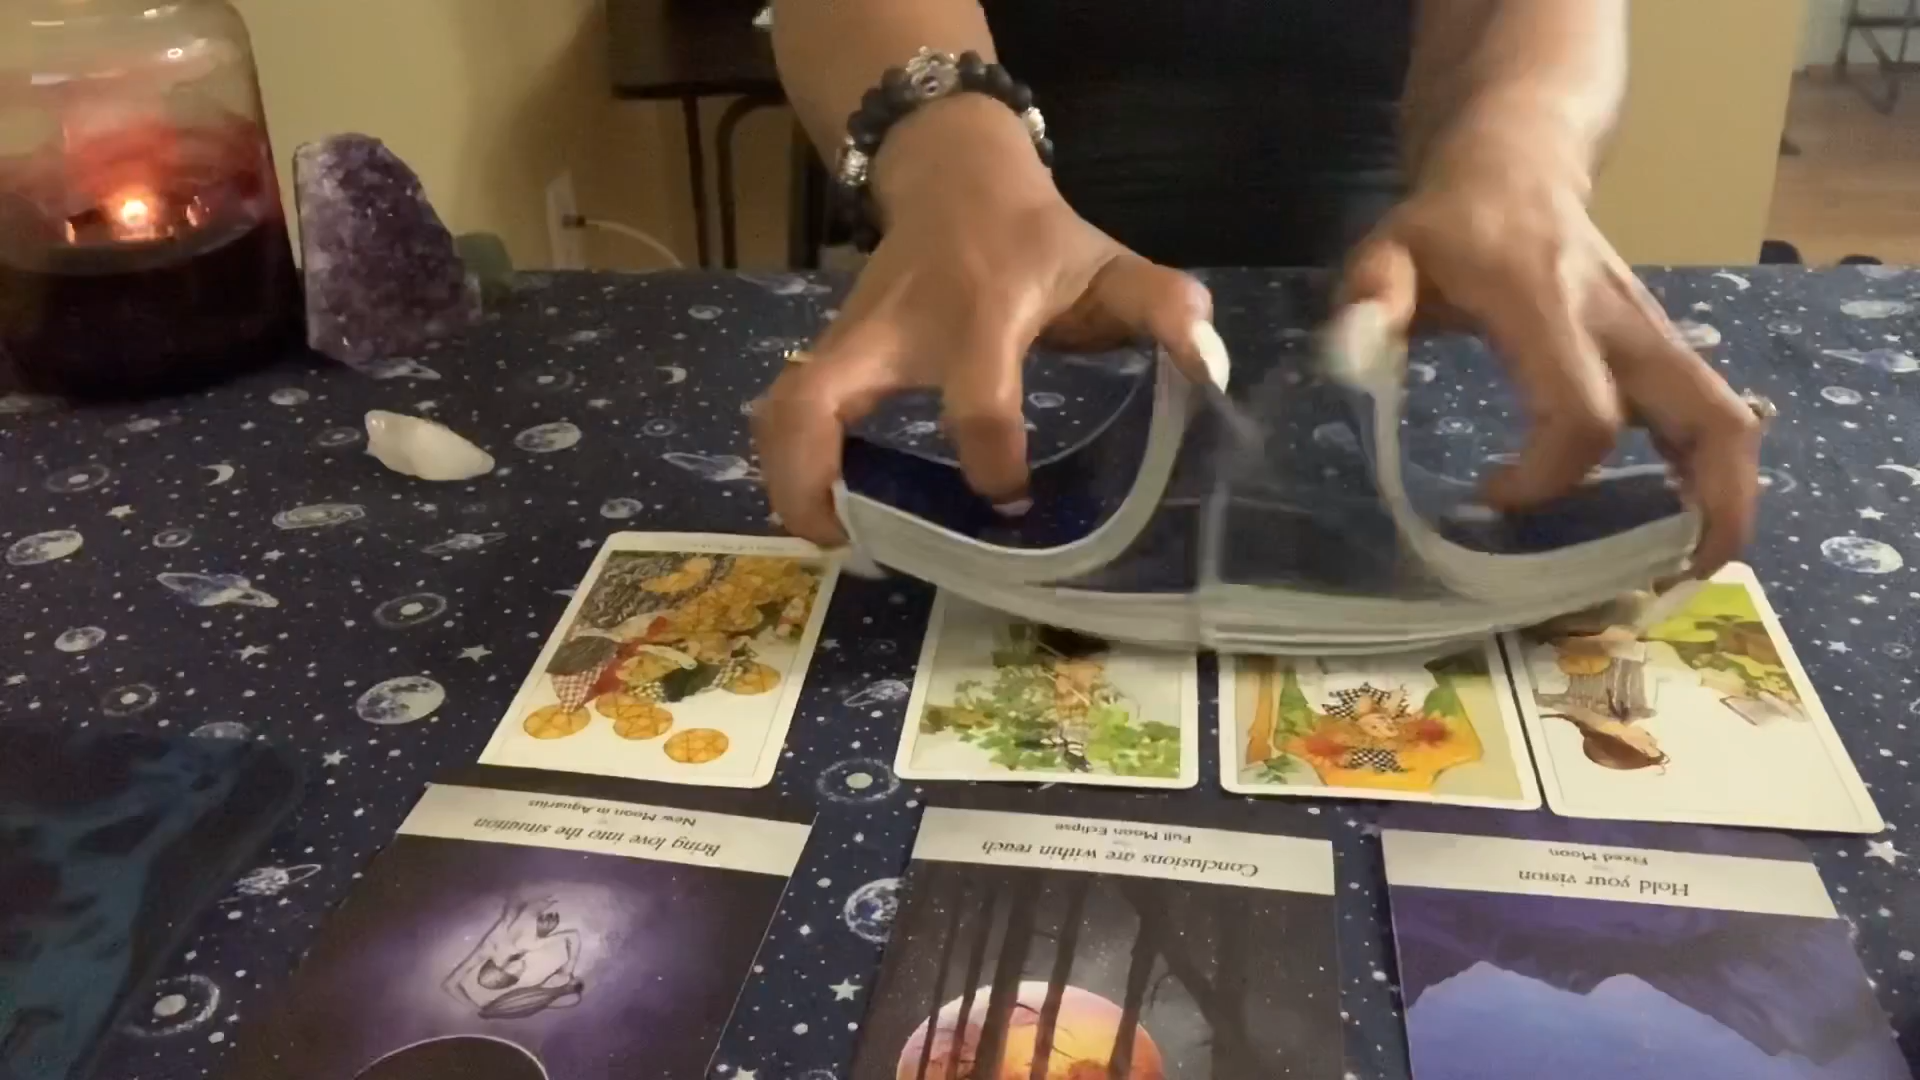 New Moon in Aquarius
Bring love into the situation
Full Moon Eclipse
Conclusions are within reach
Fixed Moon
Hold your vision